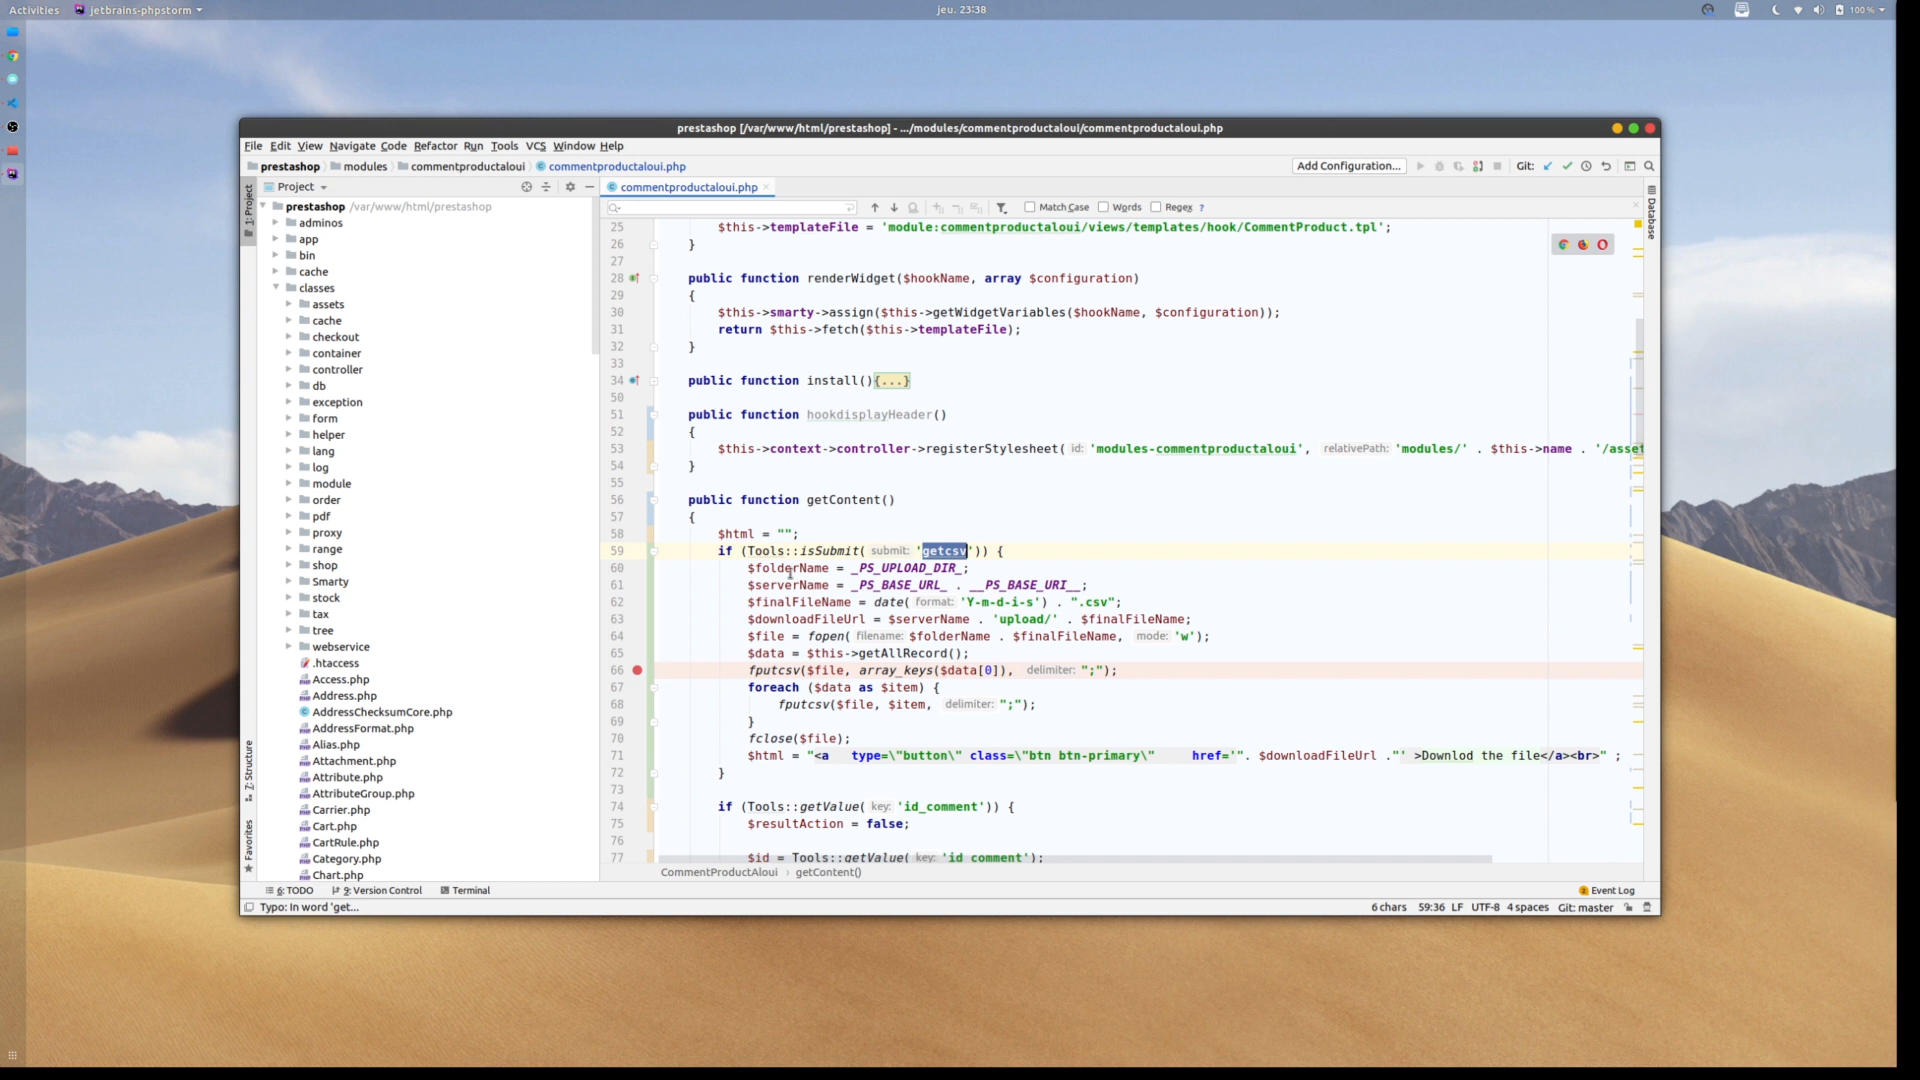 Activities
jetbrains-phpstorm
jeu. 23:38
100 %
prestashop [/var/www/html/prestashop] - .../modules/commentproductaloui/commentproductaloui.php
File Edit View Navigate Code Refactor Run Tools VCS Window Help
prestashop modules commentproductaloui commentproductaloui.php
Add Configuration...
Git:
1: Project
Project
commentproductaloui.php
Match Case
Words
Regex ?
Database
prestashop /var/www/html/prestashop
adminos
app
bin
cache
classes
assets
cache
checkout
container
controller
db
exception
form
helper
lang
log
module
order
pdf
proxy
range
shop
Smarty
stock
tax
tree
webservice
.htaccess
Access.php
Address.php
AddressChecksumCore.php
AddressFormat.php
Alias.php
Attachment.php
Attribute.php
AttributeGroup.php
Carrier.php
Cart.php
CartRule.php
Category.php
Chart.php
Z: Structure
Favorites
25 $this->templateFile = 'module:commentproductaloui/views/templates/hook/CommentProduct.tpl';
26 }
27
28 public function renderWidget($hookName, array $configuration)
29 {
30 $this->smarty->assign($this->getWidgetVariables($hookName, $configuration));
31 return $this->fetch($this->templateFile);
32 }
33
34 public function install(){...}
50
51 public function hookdisplayHeader()
52 {
53 $this->context->controller->registerStylesheet( id: 'modules-commentproductaloui', relativePath: 'modules/' . $this->name . '/asset
54 }
55
56 public function getContent()
57 {
58 $html = "";
59 if (Tools::isSubmit( submit: 'getcsv')) {
60 $folderName = _PS_UPLOAD_DIR_;
61 $serverName = _PS_BASE_URL_ . __PS_BASE_URI__;
62 $finalFileName = date( format: 'Y-m-d-i-s') . ".csv";
63 $downloadFileUrl = $serverName . 'upload/' . $finalFileName;
64 $file = fopen( filename: $folderName . $finalFileName, mode: 'w');
65 $data = $this->getAllRecord();
66 fputcsv($file, array_keys($data[0]), delimiter: ";");
67 foreach ($data as $item) {
68 fputcsv($file, $item, delimiter: ";");
69 }
70 fclose($file);
71 $html = "<a type=\"button\" class=\"btn btn-primary\" href='". $downloadFileUrl ."' >Downlod the file</a><br>" ;
72 }
73
74 if (Tools::getValue( key: 'id_comment')) {
75 $resultAction = false;
76
77 $id = Tools::getValue( key: 'id_comment');
CommentProductAloui › getContent()
6: TODO
9: Version Control
Terminal
Event Log
Typo: In word 'get...
6 chars 59:36 LF UTF-8 4 spaces Git: master